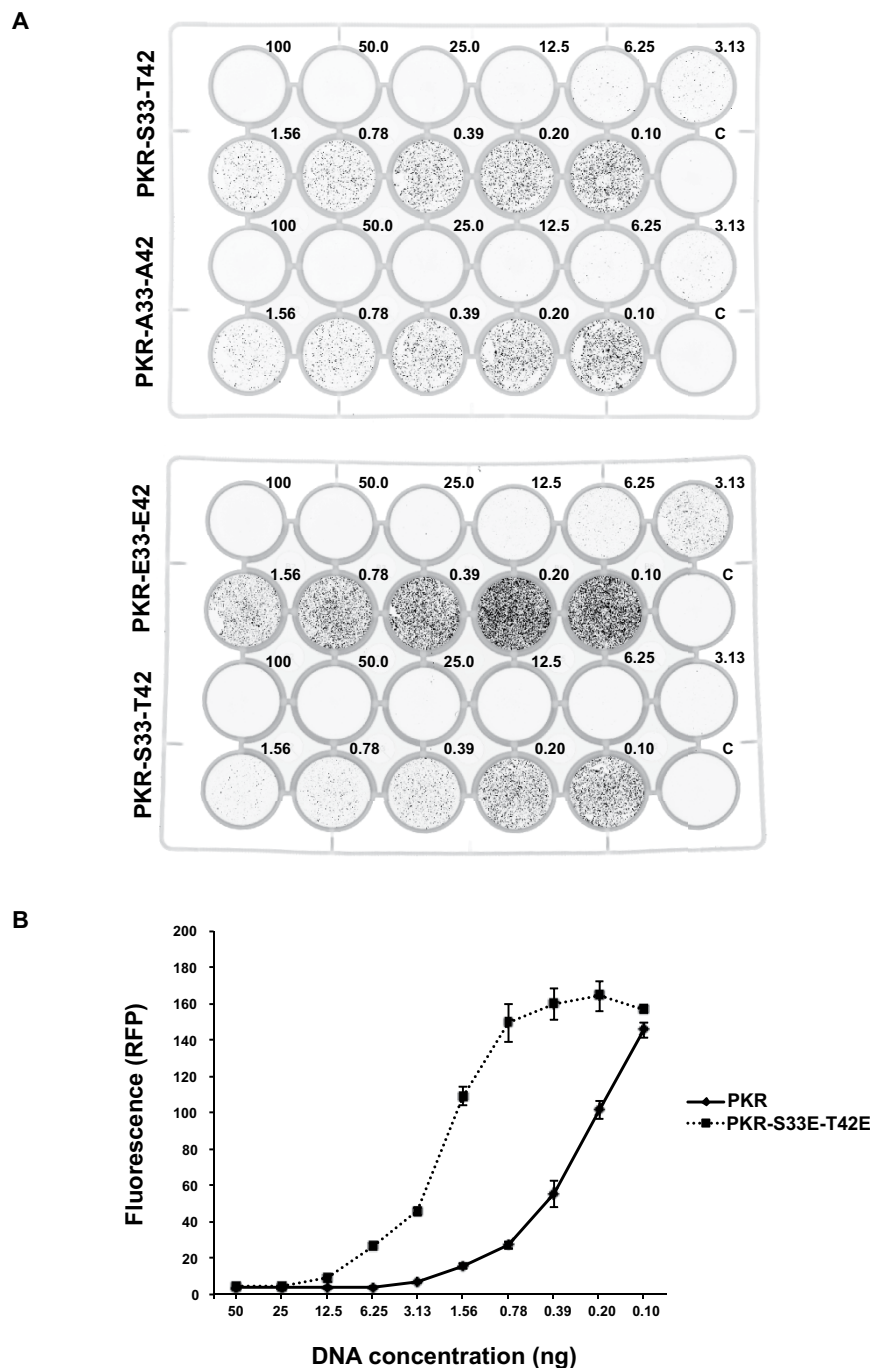 A
PKR-S33-T42
100 50.0 25.0 12.5 6.25 3.13
1.56 0.78 0.39 0.20 0.10 C
PKR-A33-A42
100 50.0 25.0 12.5 6.25 3.13
1.56 0.78 0.39 0.20 0.10 C
PKR-E33-E42
100 50.0 25.0 12.5 6.25 3.13
1.56 0.78 0.39 0.20 0.10 C
PKR-S33-T42
100 50.0 25.0 12.5 6.25 3.13
1.56 0.78 0.39 0.20 0.10 C
B
Fluorescence (RFP)
200
180
160
140
120
100
80
60
40
20
0
50 25 12.5 6.25 3.13 1.56 0.78 0.39 0.20 0.10
DNA concentration (ng)
PKR
PKR-S33E-T42E